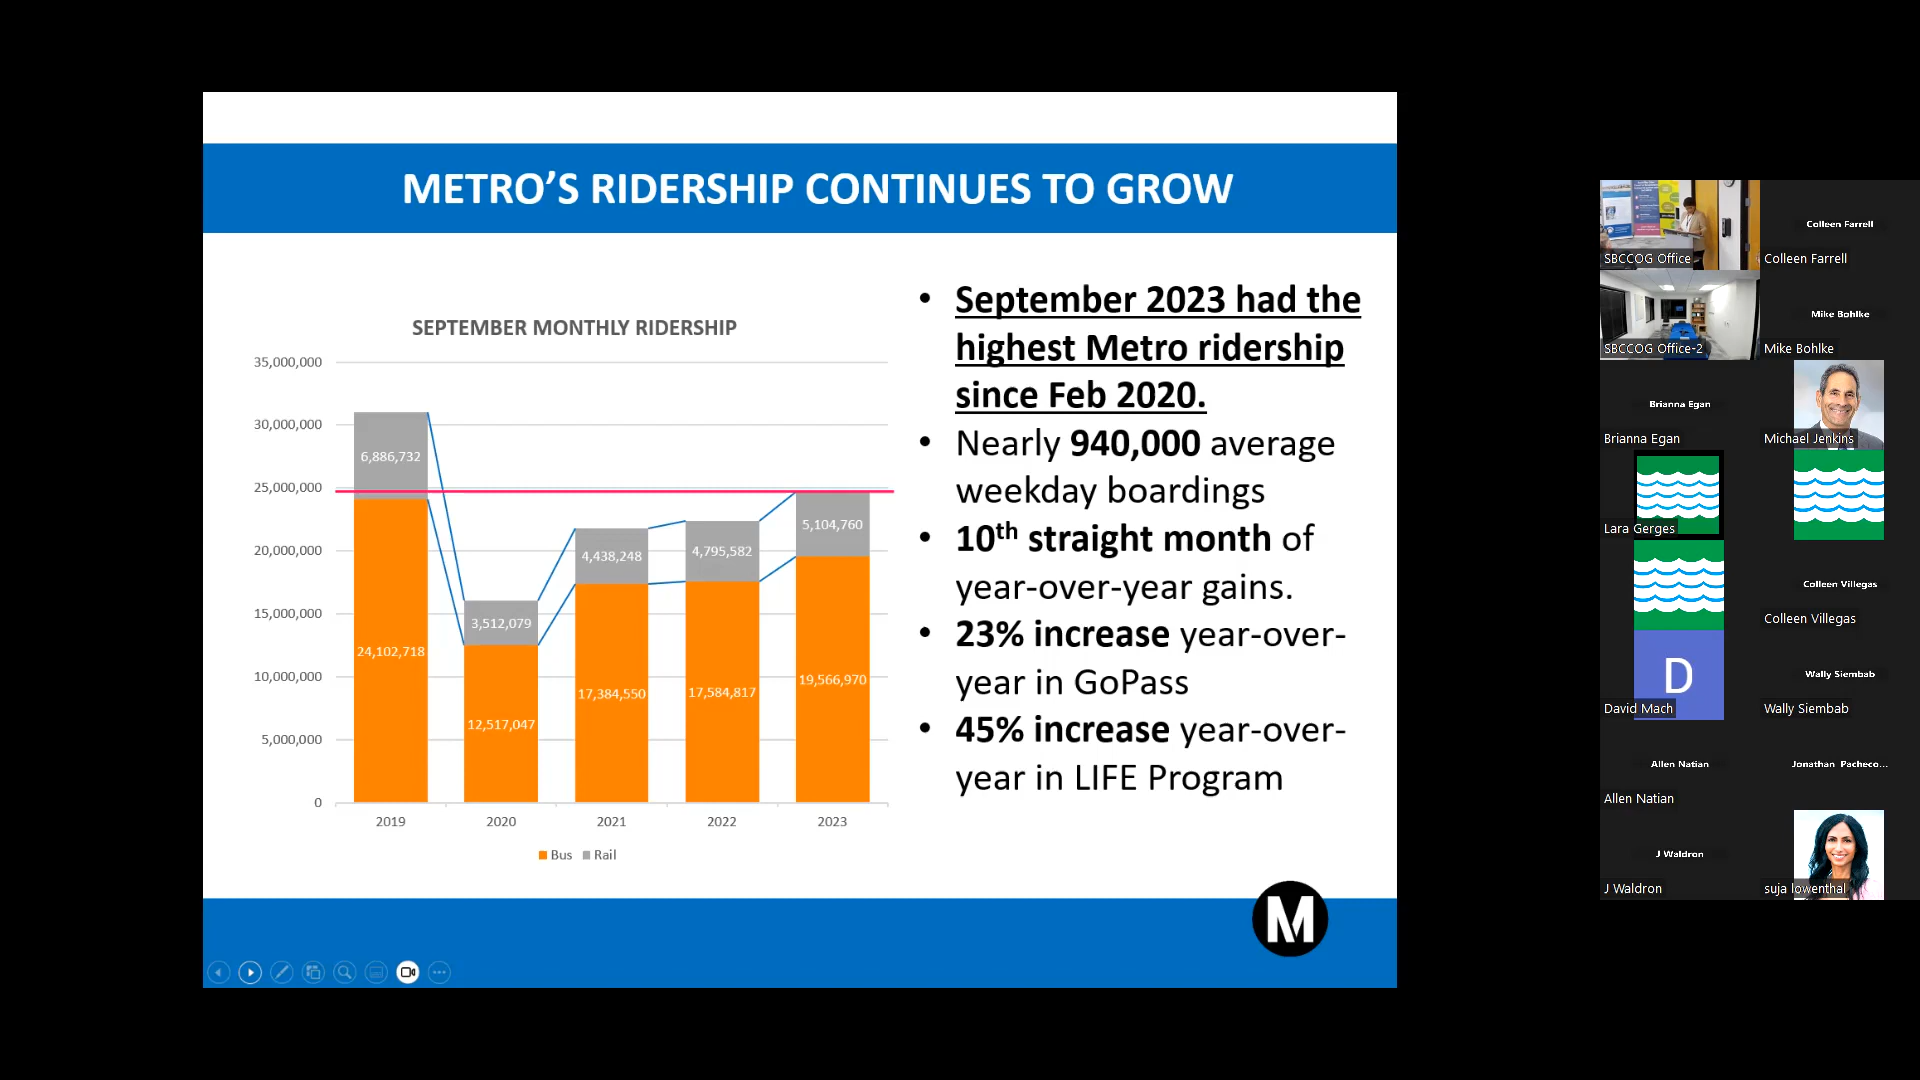 METRO’S RIDERSHIP CONTINUES TO GROW
SEPTEMBER MONTHLY RIDERSHIP
35,000,000
30,000,000
25,000,000
20,000,000
15,000,000
10,000,000
5,000,000
0
6,886,732
24,102,718
3,512,079
12,517,047
4,438,248
17,384,550
4,795,582
17,584,817
5,104,760
19,566,970
2019 2020 2021 2022 2023
Bus Rail
• September 2023 had the
highest Metro ridership
since Feb 2020.
• Nearly 940,000 average
weekday boardings
• 10th straight month of
year-over-year gains.
• 23% increase year-over-
year in GoPass
• 45% increase year-over-
year in LIFE Program
M
SBCCOG Office
Colleen Farrell
Colleen Farrell
SBCCOG Office-2
Mike Bohlke
Mike Bohlke
Brianna Egan
Brianna Egan
Michael Jenkins
Lara Gerges
Colleen Villegas
Colleen Villegas
D
David Mach
Wally Siembab
Wally Siembab
Allen Natian
Allen Natian
Jonathan Pacheco...
J Waldron
J Waldron
suja lowenthal